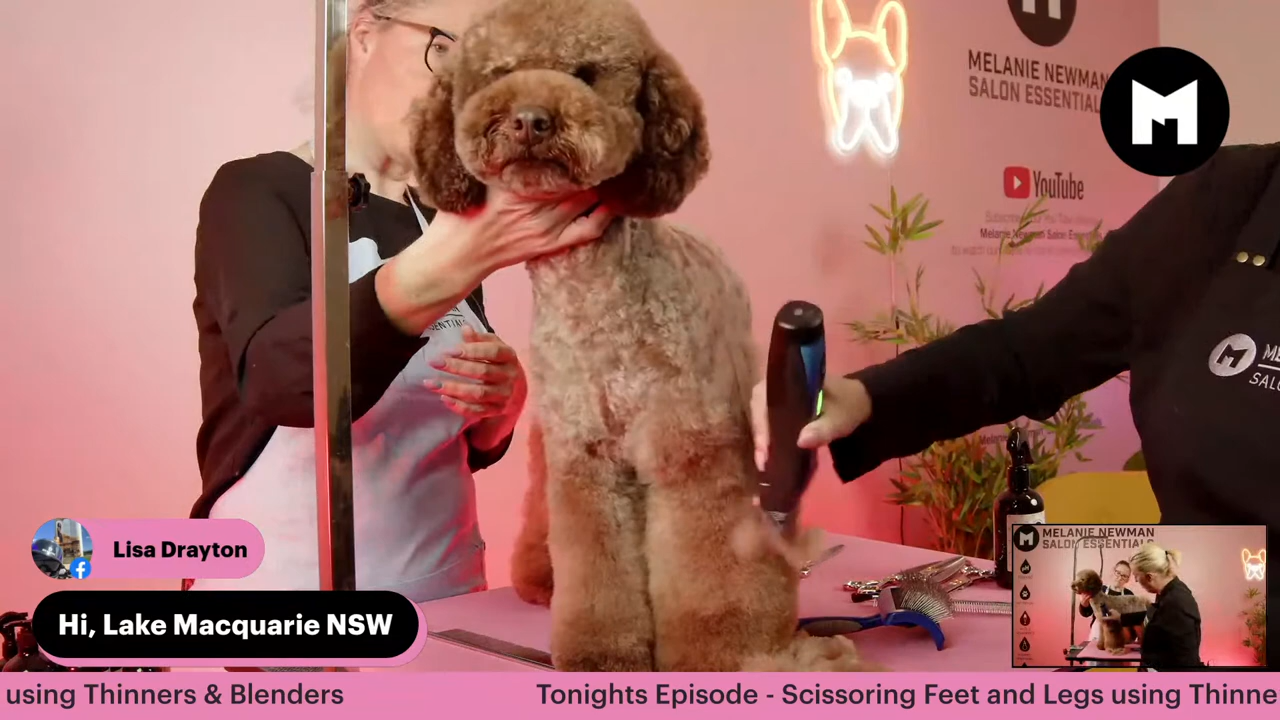 MELANIE NEWMAN
SALON ESSENTIALS
M
YouTube
Melanie Newman Salon Essentials
M
Lisa Drayton
Hi, Lake Macquarie NSW
MELANIE NEWMAN
SALON ESSENTIALS
using Thinners & Blenders
Tonights Episode - Scissoring Feet and Legs using Thinne